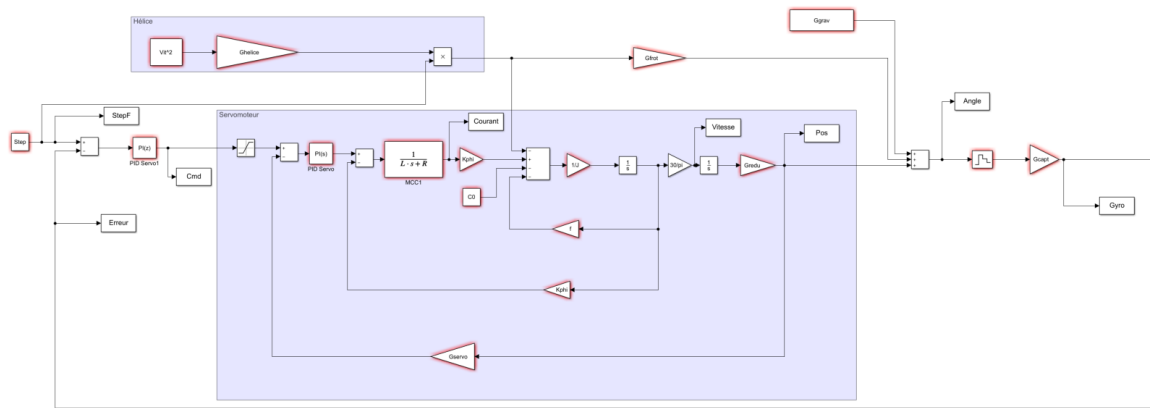 Hélice
Vit^2
Ghelice
×
Ggrav
Gfrot
StepF
Step
+
−
PI(z)
PID Servo1
Cmd
Erreur
Servomoteur
+
−
PI(s)
PID Servo
+
−
1
L · s + R
MCC1
Courant
Kphi
C0
−
+
−
−
1/J
1
s
30/pi
Vitesse
1
s
Gredu
Pos
f
Kphi
Gservo
+
+
+
Angle
Gcapt
Gyro